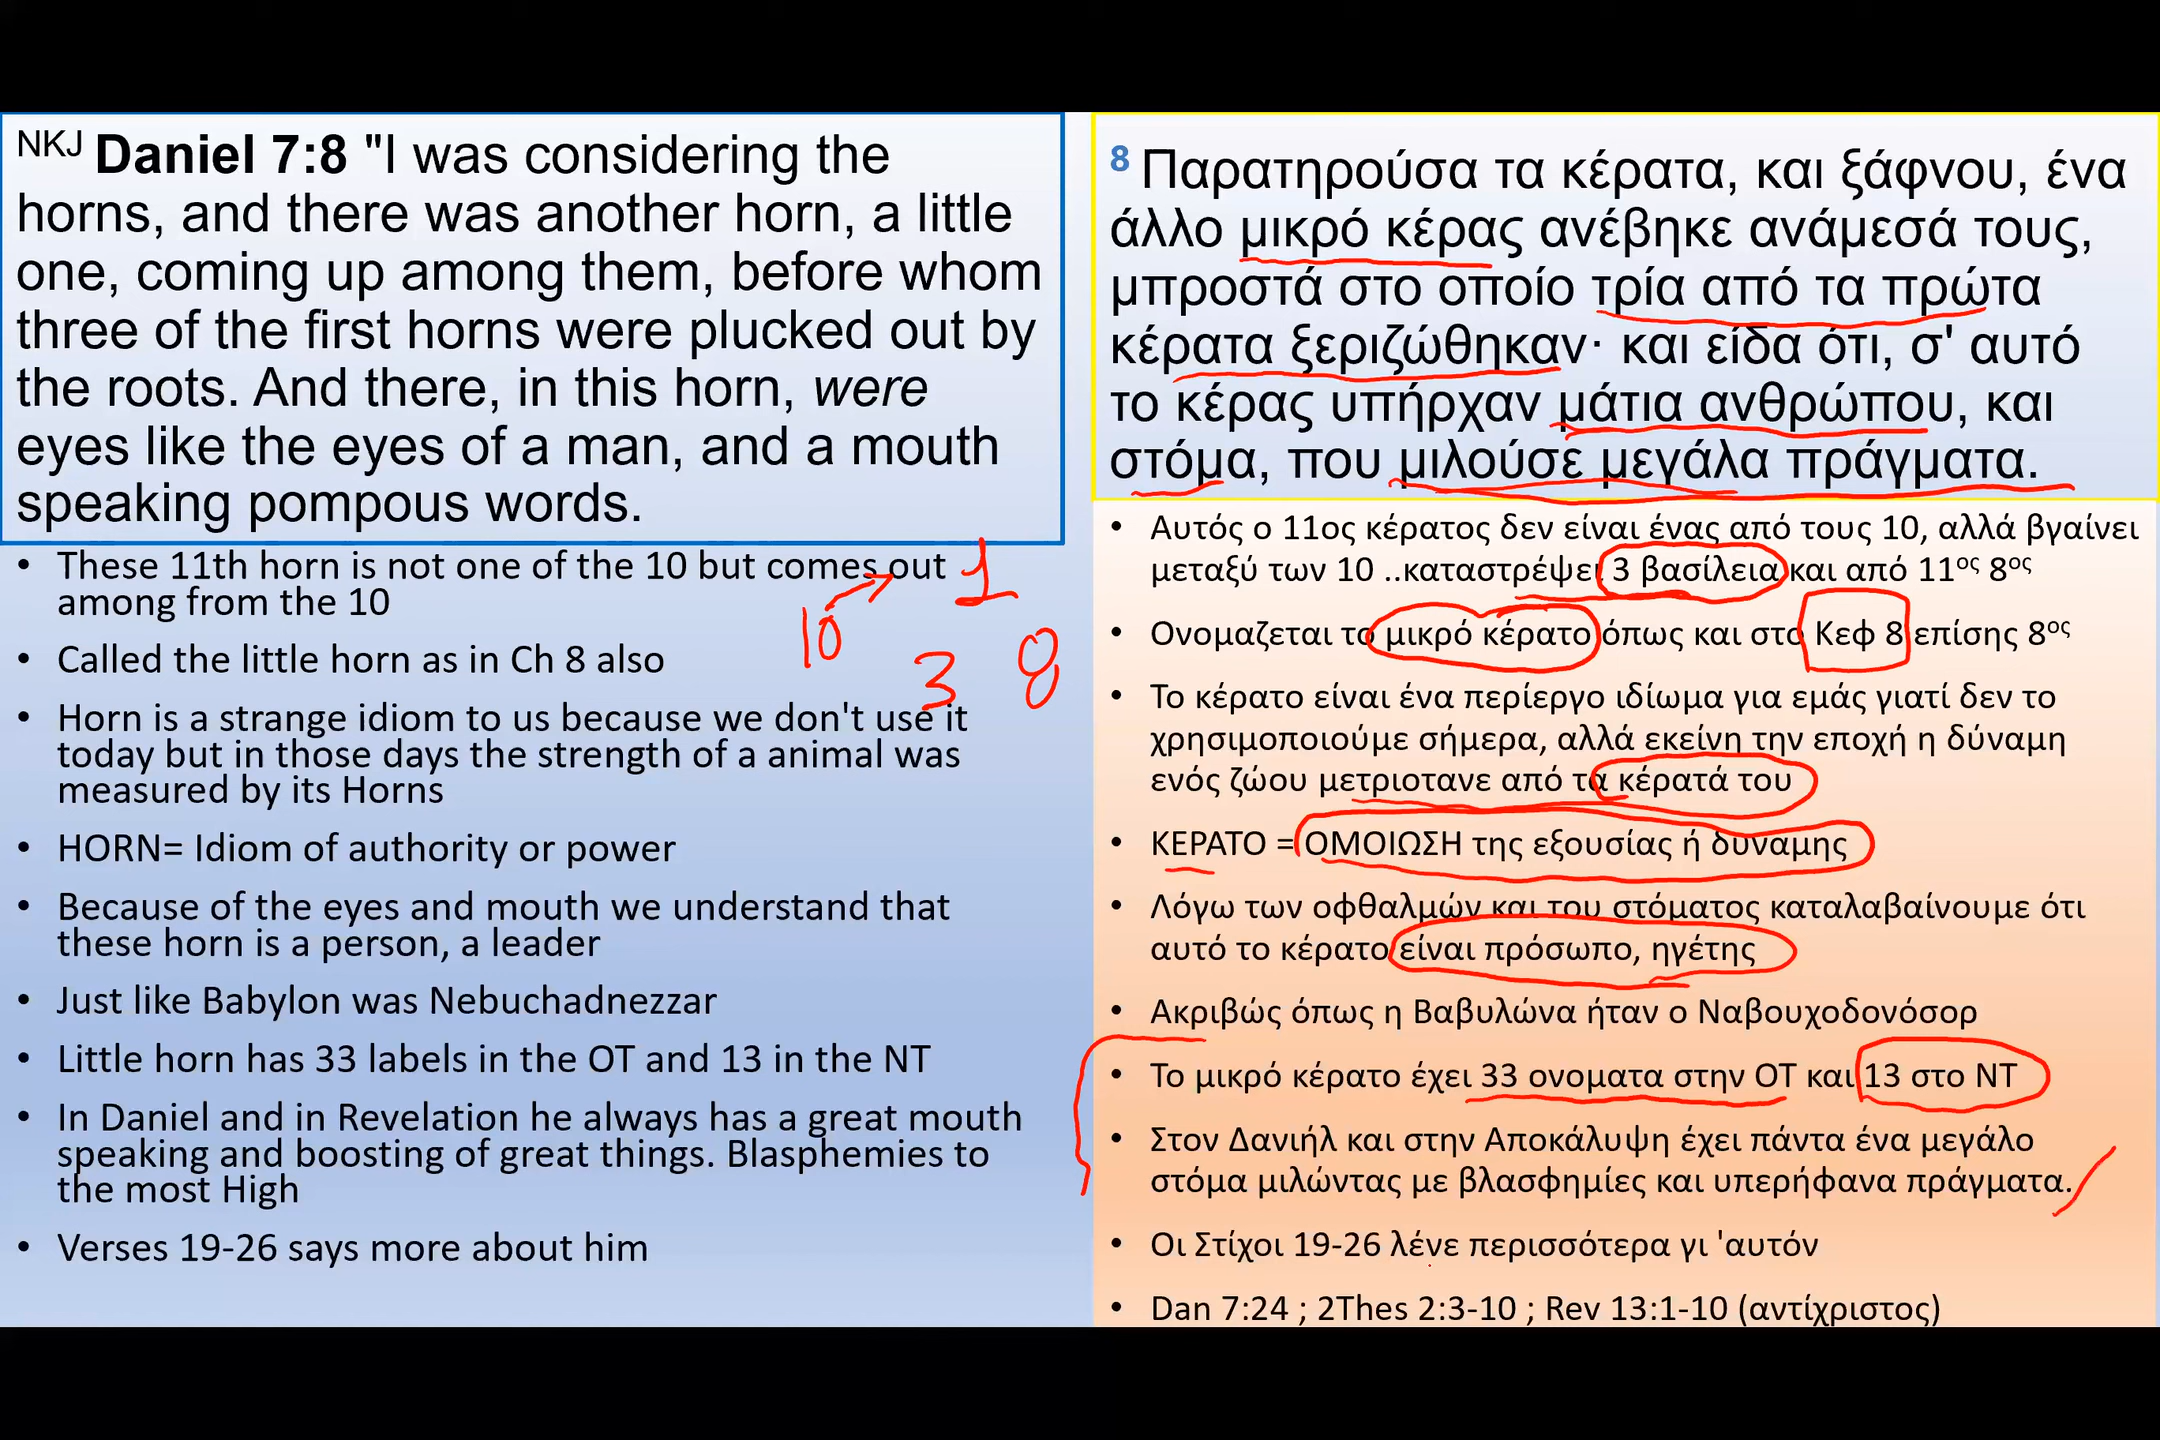 NKJ Daniel 7:8 "I was considering the
horns, and there was another horn, a little
one, coming up among them, before whom
three of the first horns were plucked out by
the roots. And there, in this horn, were
eyes like the eyes of a man, and a mouth
speaking pompous words.
• These 11th horn is not one of the 10 but comes out
among from the 10
• Called the little horn as in Ch 8 also
• Horn is a strange idiom to us because we don't use it
today but in those days the strength of a animal was
measured by its Horns
• HORN= Idiom of authority or power
• Because of the eyes and mouth we understand that
these horn is a person, a leader
• Just like Babylon was Nebuchadnezzar
• Little horn has 33 labels in the OT and 13 in the NT
• In Daniel and in Revelation he always has a great mouth
speaking and boosting of great things. Blasphemies to
the most High
• Verses 19-26 says more about him
1
10
3 8
8 Παρατηρούσα τα κέρατα, και ξάφνου, ένα
άλλο μικρό κέρας ανέβηκε ανάμεσά τους,
μπροστά στο οποίο τρία από τα πρώτα
κέρατα ξεριζώθηκαν· και είδα ότι, σ' αυτό
το κέρας υπήρχαν μάτια ανθρώπου, και
στόμα, που μιλούσε μεγάλα πράγματα.
• Αυτός ο 11ος κέρατος δεν είναι ένας από τους 10, αλλά βγαίνει
μεταξύ των 10 ..καταστρέψει 3 βασίλεια και από 11ος 8ος
• Ονομαζεται το μικρό κέρατο όπως και στο Κεφ 8 επίσης 8ος
• Το κέρατο είναι ένα περίεργο ιδίωμα για εμάς γιατί δεν το
χρησιμοποιούμε σήμερα, αλλά εκείνη την εποχή η δύναμη
ενός ζώου μετριοτανε από τα κέρατά του
• ΚΕΡΑΤΟ = ΟΜΟΙΩΣΗ της εξουσίας ή δυναμης
• Λόγω των οφθαλμών και του στόματος καταλαβαίνουμε ότι
αυτό το κέρατο είναι πρόσωπο, ηγέτης
• Ακριβώς όπως η Βαβυλώνα ήταν ο Ναβουχοδονόσορ
• Το μικρό κέρατο έχει 33 ονοματα στην ΟΤ και 13 στο ΝΤ
• Στον Δανιήλ και στην Αποκάλυψη έχει πάντα ένα μεγάλο
στόμα μιλώντας με βλασφημίες και υπερήφανα πράγματα.
• Οι Στίχοι 19-26 λένε περισσότερα γι 'αυτόν
• Dan 7:24 ; 2Thes 2:3-10 ; Rev 13:1-10 (αντίχριστος)